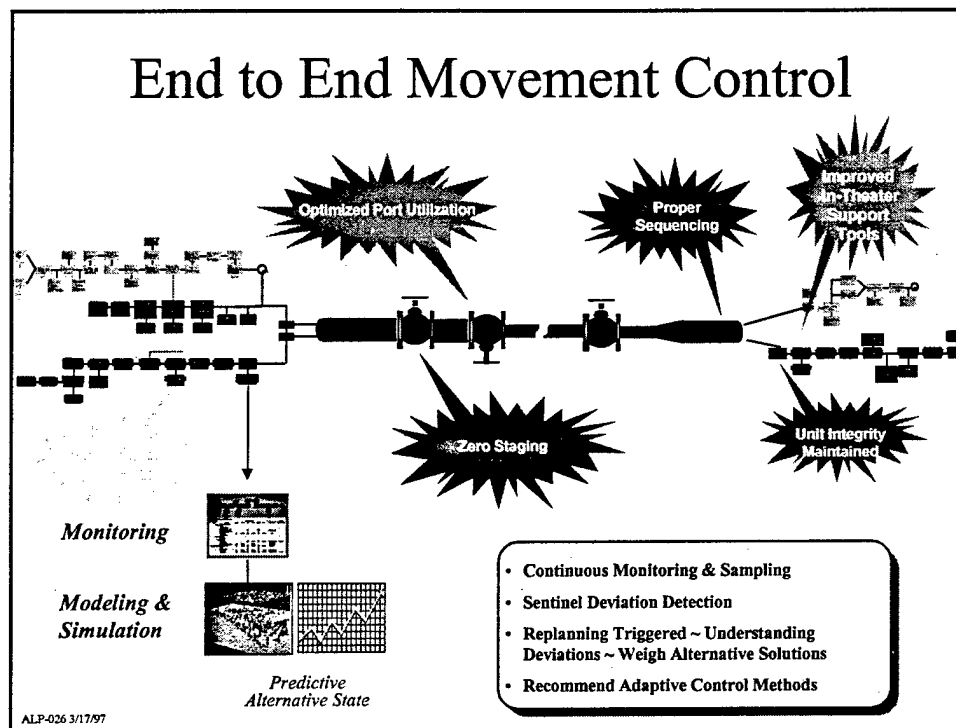 End to End Movement Control
Optimized Port Utilization
Proper
Sequencing
Improved
In-Theater
Support
Tools
Zero Staging
Unit Integrity
Maintained
Monitoring
Modeling &
Simulation
Predictive
Alternative State
• Continuous Monitoring & Sampling
• Sentinel Deviation Detection
• Replanning Triggered ~ Understanding
Deviations ~ Weigh Alternative Solutions
• Recommend Adaptive Control Methods
ALP-026 3/17/97